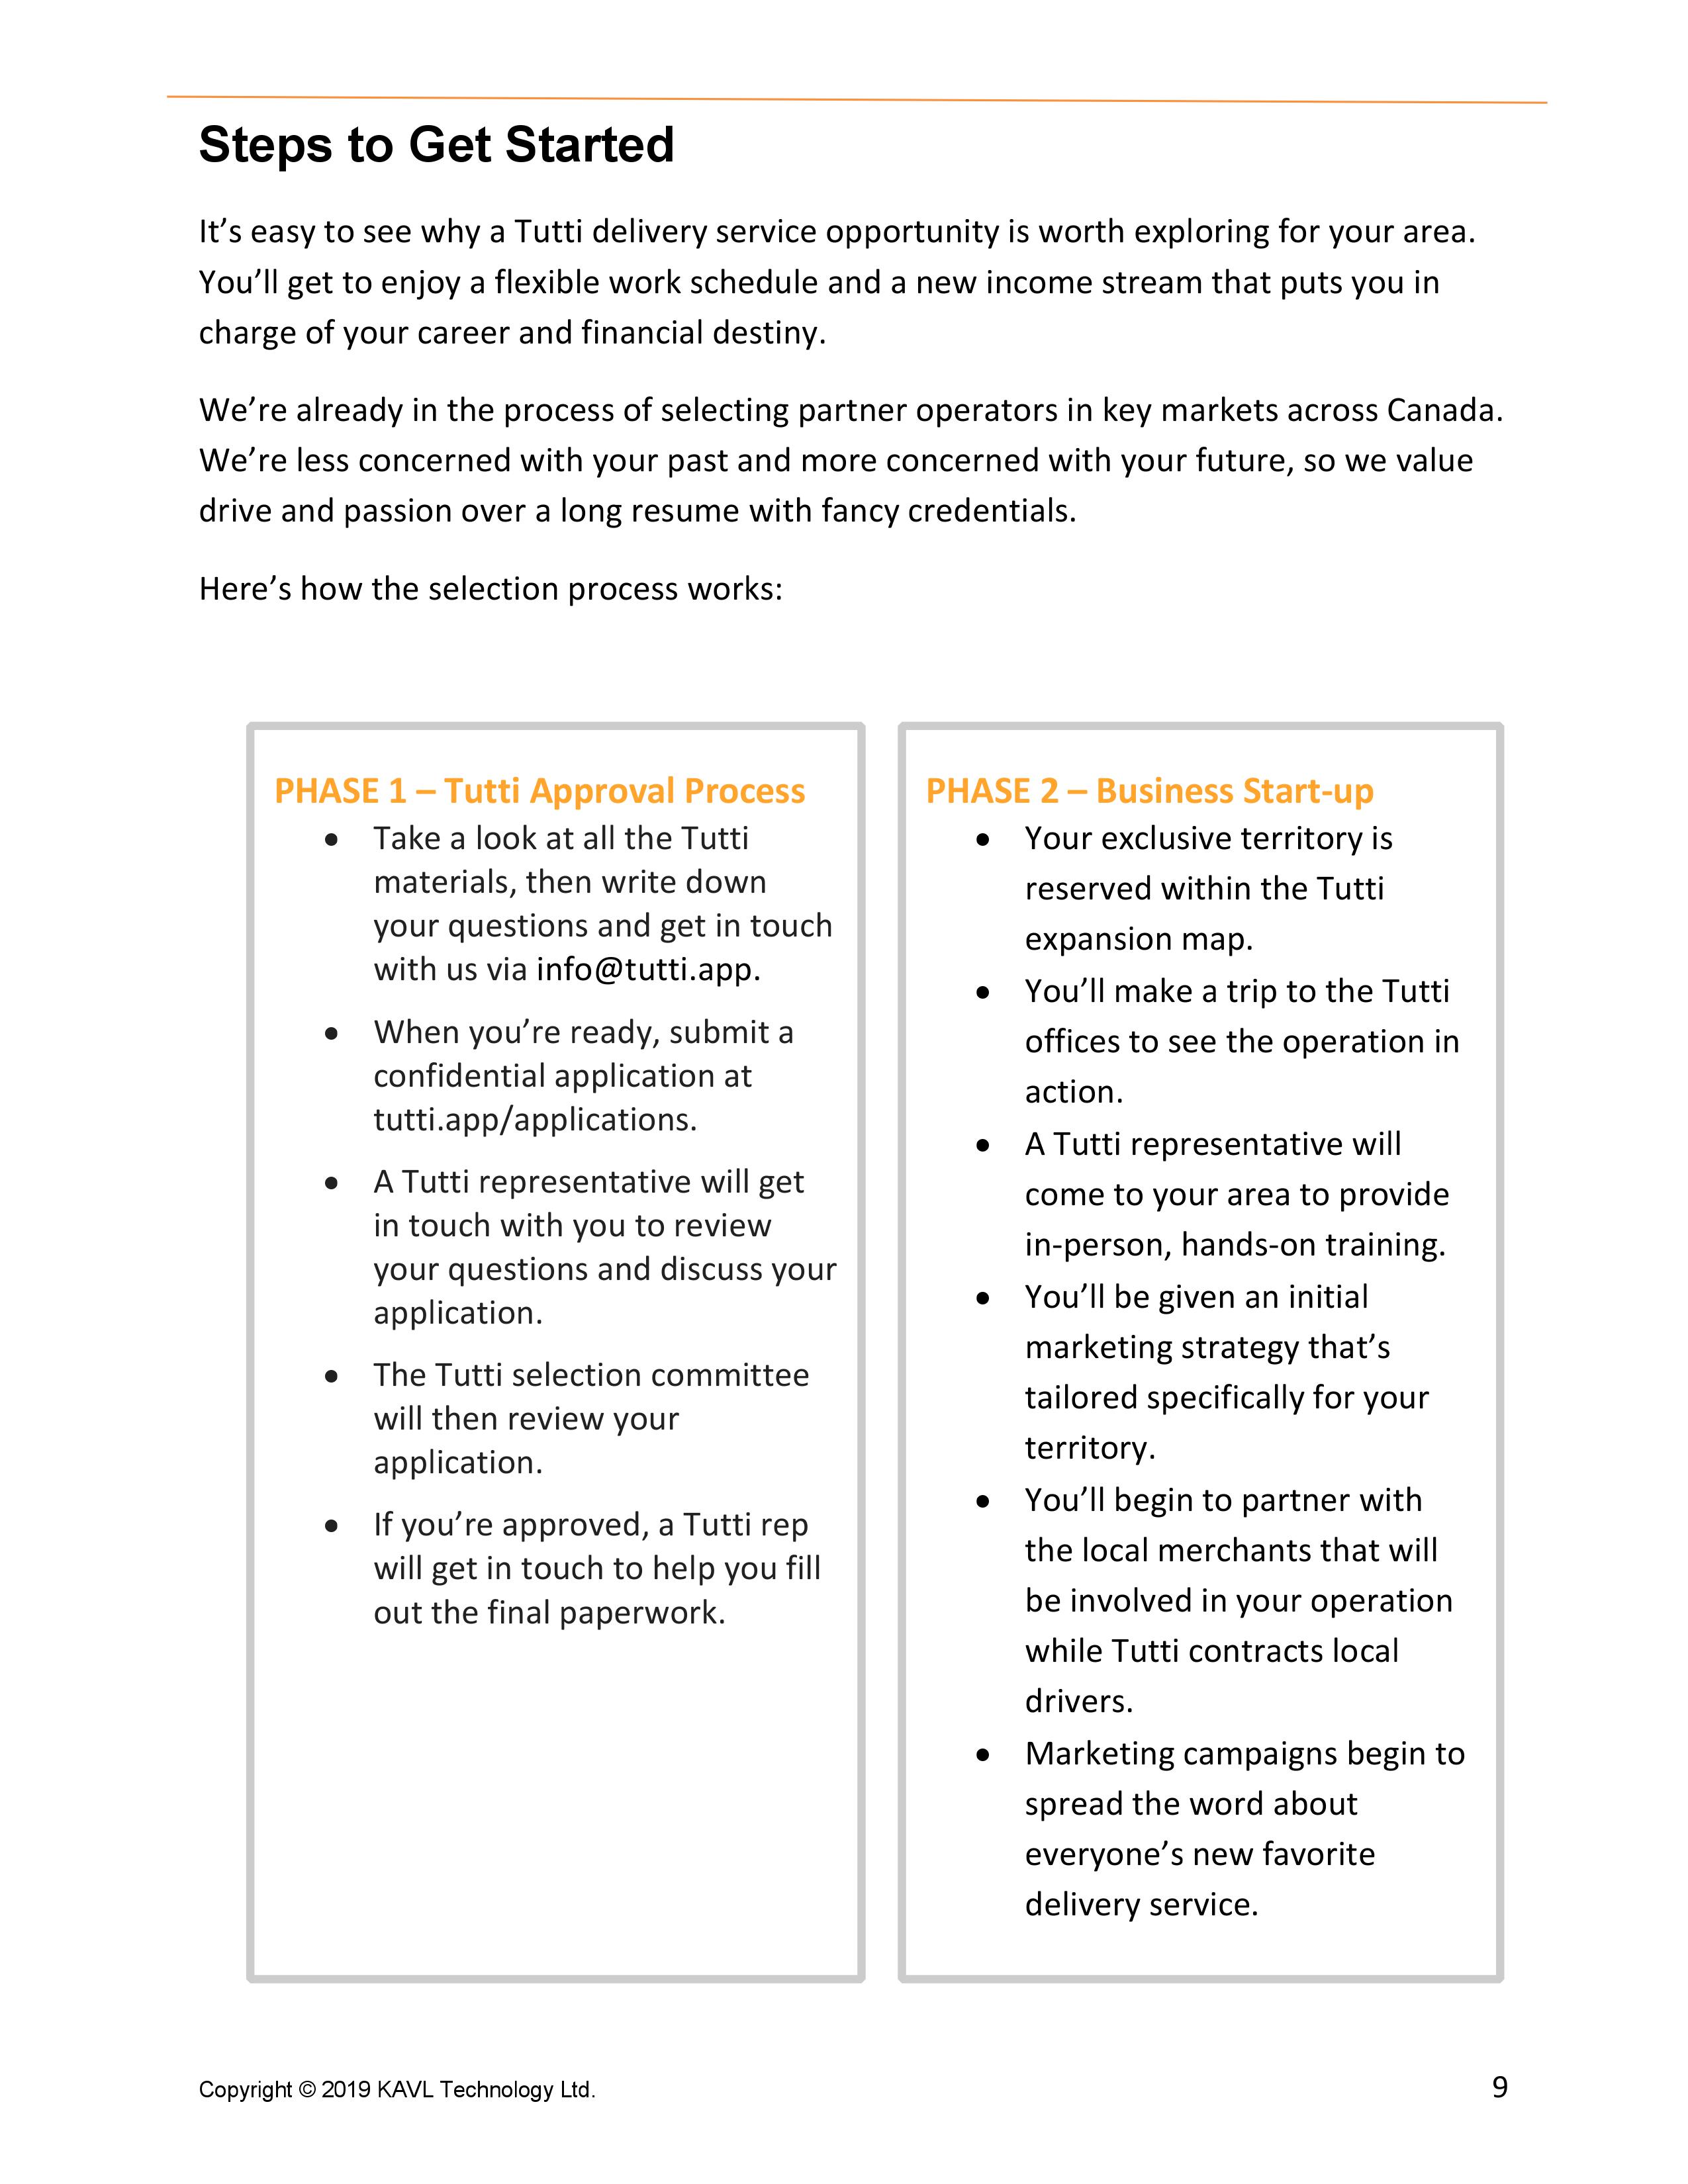 Steps to Get Started
It’s easy to see why a Tutti delivery service opportunity is worth exploring for your area.
You’ll get to enjoy a flexible work schedule and a new income stream that puts you in
charge of your career and financial destiny.
We’re already in the process of selecting partner operators in key markets across Canada.
We’re less concerned with your past and more concerned with your future, so we value
drive and passion over a long resume with fancy credentials.
Here’s how the selection process works:
PHASE 1 – Tutti Approval Process
• Take a look at all the Tutti
materials, then write down
your questions and get in touch
with us via info@tutti.app.
• When you’re ready, submit a
confidential application at
tutti.app/applications.
• A Tutti representative will get
in touch with you to review
your questions and discuss your
application.
• The Tutti selection committee
will then review your
application.
• If you’re approved, a Tutti rep
will get in touch to help you fill
out the final paperwork.
PHASE 2 – Business Start-up
• Your exclusive territory is
reserved within the Tutti
expansion map.
• You’ll make a trip to the Tutti
offices to see the operation in
action.
• A Tutti representative will
come to your area to provide
in-person, hands-on training.
• You’ll be given an initial
marketing strategy that’s
tailored specifically for your
territory.
• You’ll begin to partner with
the local merchants that will
be involved in your operation
while Tutti contracts local
drivers.
• Marketing campaigns begin to
spread the word about
everyone’s new favorite
delivery service.
Copyright © 2019 KAVL Technology Ltd.
9